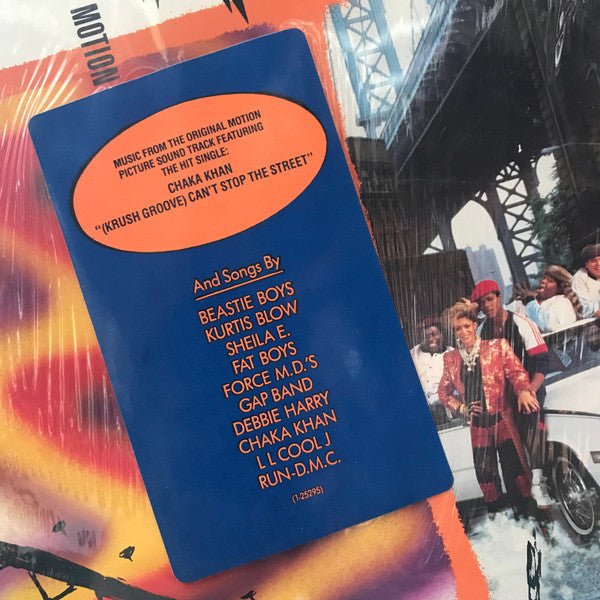 MOTION
MUSIC FROM THE ORIGINAL MOTION
PICTURE SOUND TRACK FEATURING
THE HIT SINGLE:
CHAKA KHAN
"(KRUSH GROOVE) CAN'T STOP THE STREET"
And Songs By
BEASTIE BOYS
KURTIS BLOW
SHEILA E.
FAT BOYS
FORCE M.D.'S
GAP BAND
DEBBIE HARRY
CHAKA KHAN
L L COOL J
RUN-D.M.C.
(1-25295)